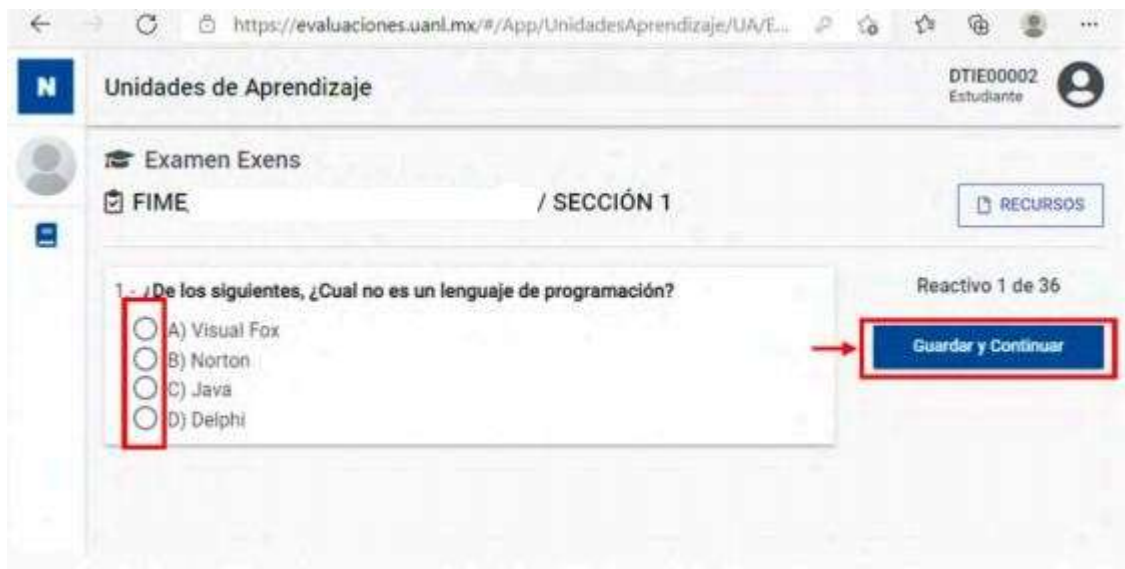 https://evaluaciones.uanl.mx/#/App/UnidadesAprendizaje/UA/E...
N
Unidades de Aprendizaje
DTIE00002
Estudiante
Examen Exens
FIME / SECCIÓN 1
RECURSOS
1.- ¿De los siguientes, ¿Cual no es un lenguaje de programación?
A) Visual Fox
B) Norton
C) Java
D) Delphi
Reactivo 1 de 36
Guardar y Continuar